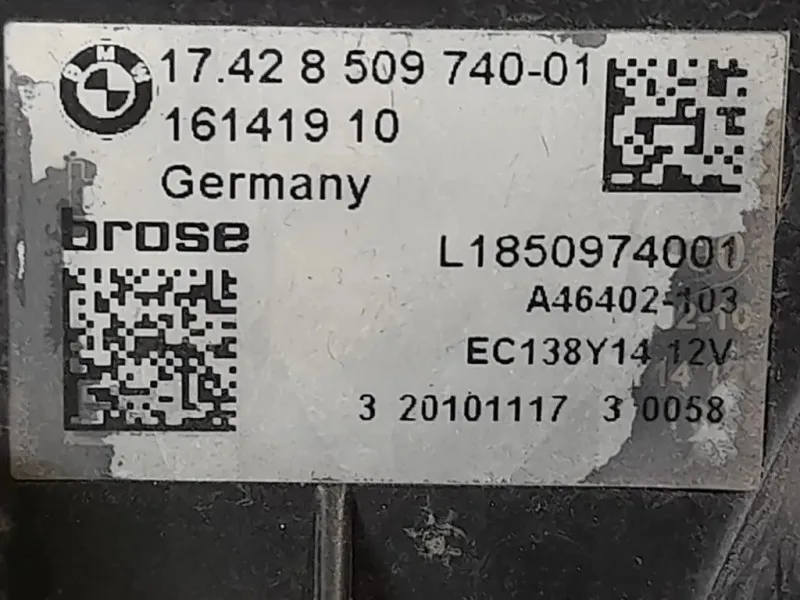 BMW
17.42 8 509 740-01
161419 10
Germany
brose
L1850974001
A46402-103
EC138Y14 12V
3 20101117 3 0058